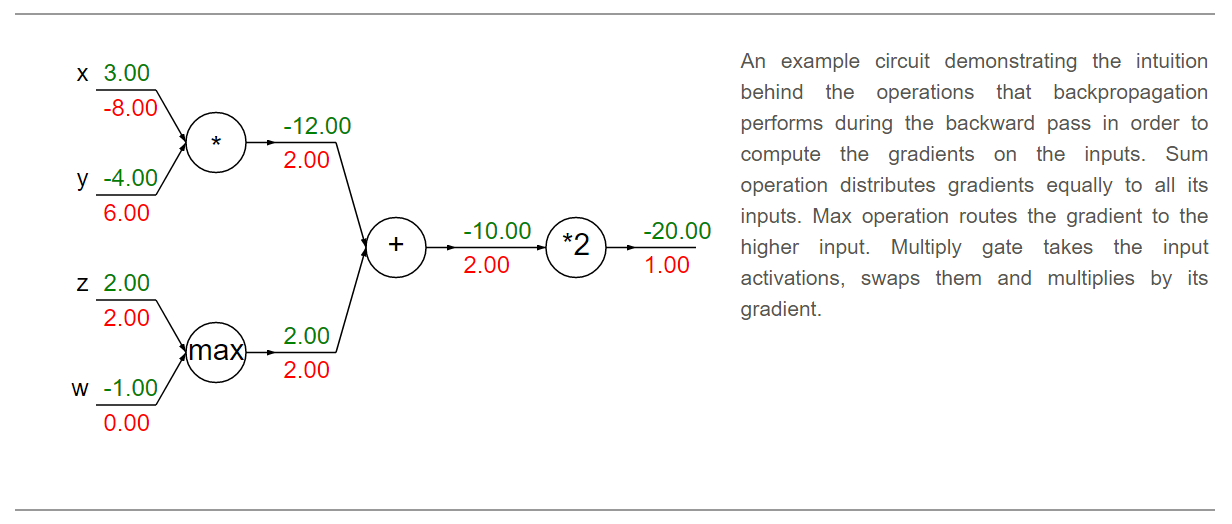 x 3.00
-8.00
*
-12.00
2.00
y -4.00
6.00
+
-10.00
2.00
*2
-20.00
1.00
z 2.00
2.00
max
2.00
2.00
w -1.00
0.00
An example circuit demonstrating the intuition
behind the operations that backpropagation
performs during the backward pass in order to
compute the gradients on the inputs. Sum
operation distributes gradients equally to all its
inputs. Max operation routes the gradient to the
higher input. Multiply gate takes the input
activations, swaps them and multiplies by its
gradient.